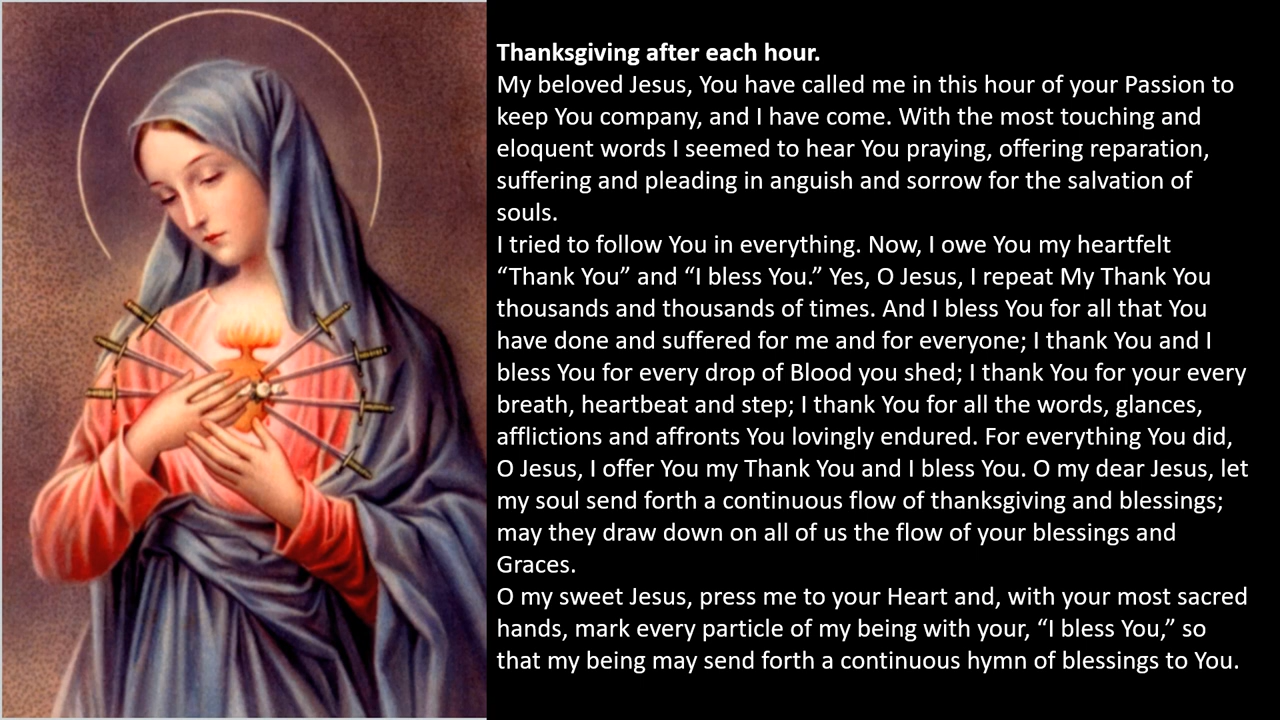 Thanksgiving after each hour.
My beloved Jesus, You have called me in this hour of your Passion to
keep You company, and I have come. With the most touching and
eloquent words I seemed to hear You praying, offering reparation,
suffering and pleading in anguish and sorrow for the salvation of
souls.
I tried to follow You in everything. Now, I owe You my heartfelt
“Thank You” and “I bless You.” Yes, O Jesus, I repeat My Thank You
thousands and thousands of times. And I bless You for all that You
have done and suffered for me and for everyone; I thank You and I
bless You for every drop of Blood you shed; I thank You for your every
breath, heartbeat and step; I thank You for all the words, glances,
afflictions and affronts You lovingly endured. For everything You did,
O Jesus, I offer You my Thank You and I bless You. O my dear Jesus, let
my soul send forth a continuous flow of thanksgiving and blessings;
may they draw down on all of us the flow of your blessings and
Graces.
O my sweet Jesus, press me to your Heart and, with your most sacred
hands, mark every particle of my being with your, “I bless You,” so
that my being may send forth a continuous hymn of blessings to You.